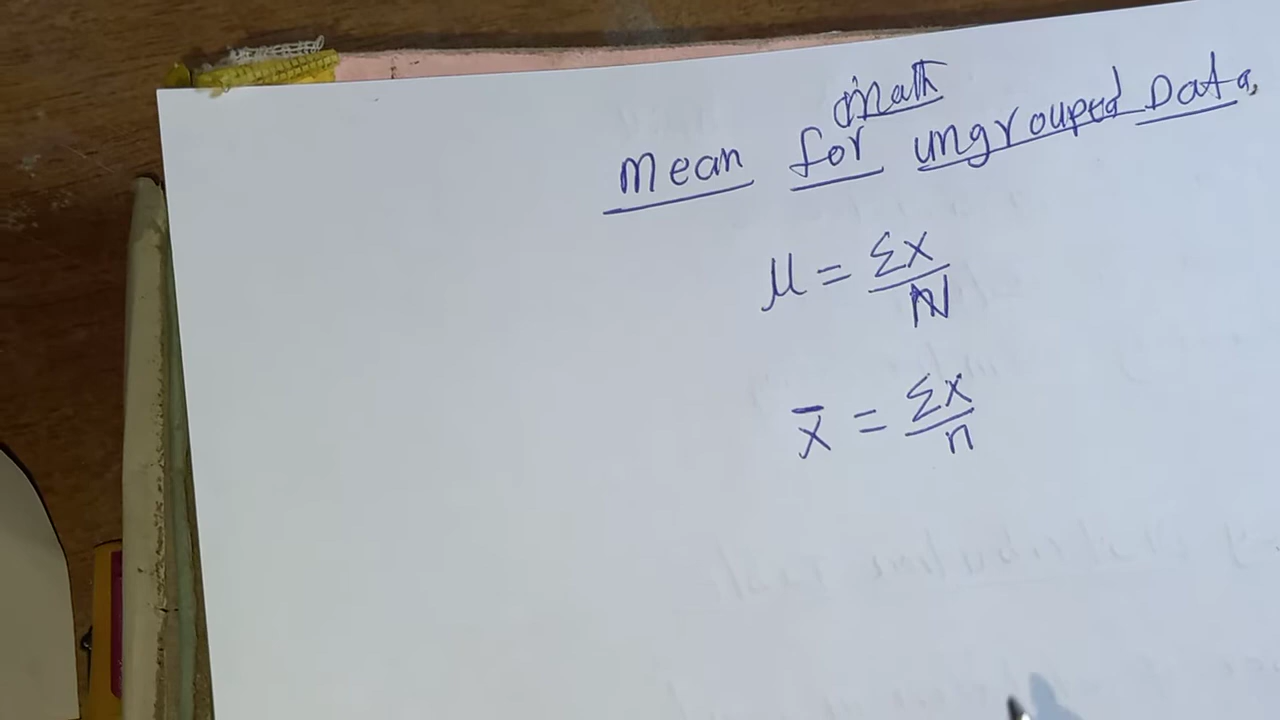 math
Mean for ungrouped Data,
μ = Σx/N
x̄ = Σx/n